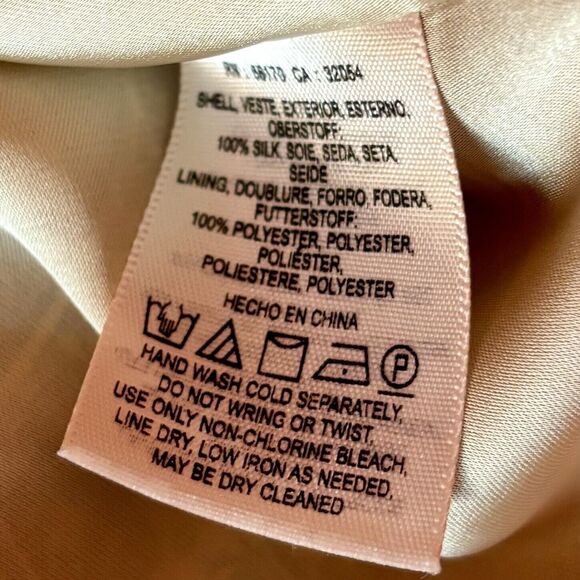 RN : 56170 CA : 32054
SHELL, VESTE, EXTERIOR, ESTERNO,
OBERSTOFF:
100% SILK, SOIE, SEDA, SETA,
SEIDE
LINING, DOUBLURE, FORRO, FODERA,
FUTTERSTOFF:
100% POLYESTER, POLYESTER,
POLIÉSTER,
POLIESTERE, POLYESTER
HECHO EN CHINA
P
HAND WASH COLD SEPARATELY,
DO NOT WRING OR TWIST,
USE ONLY NON-CHLORINE BLEACH,
LINE DRY, LOW IRON AS NEEDED,
MAY BE DRY CLEANED